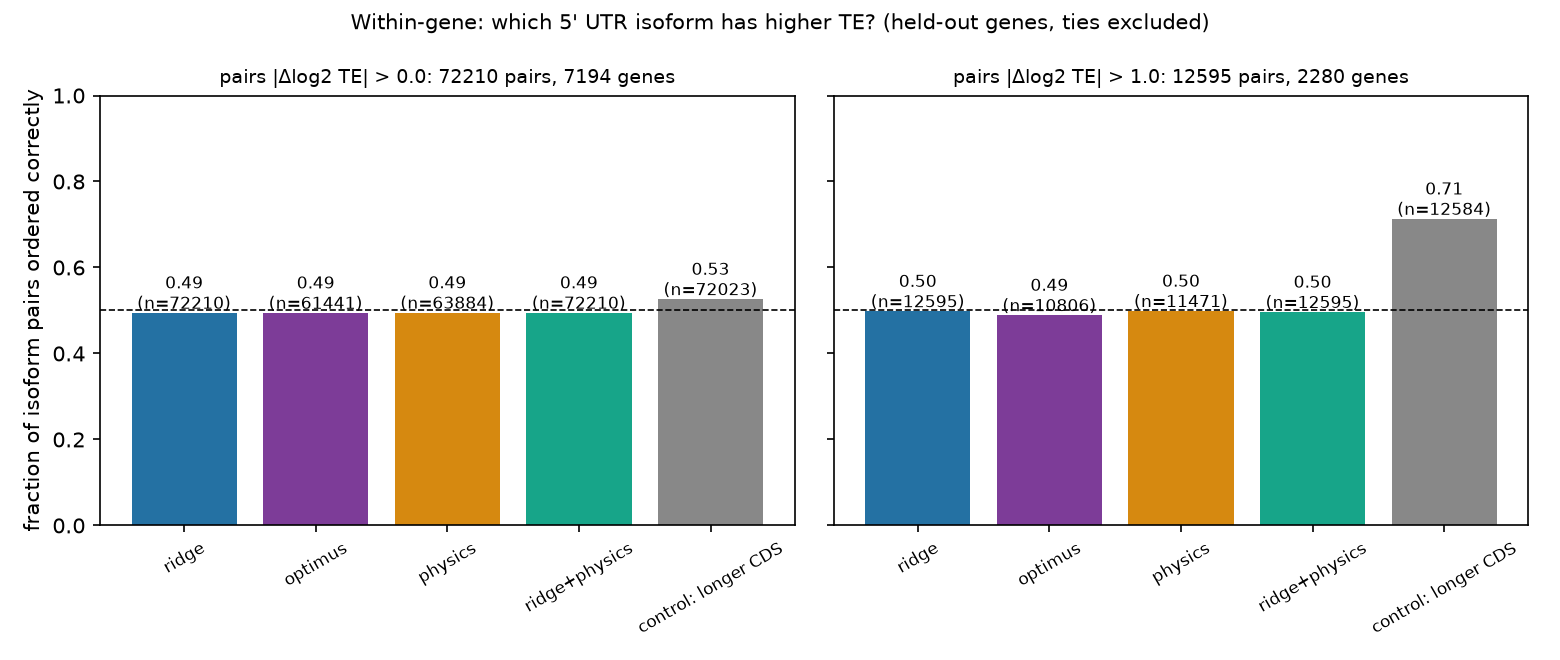 Within-gene: which 5' UTR isoform has higher TE? (held-out genes, ties excluded)
pairs |Δlog2 TE| > 0.0: 72210 pairs, 7194 genes
fraction of isoform pairs ordered correctly
1.0
0.8
0.6
0.4
0.2
0.0
0.49
(n=72210)
0.49
(n=61441)
0.49
(n=63884)
0.49
(n=72210)
0.53
(n=72023)
ridge
optimus
physics
ridge+physics
control: longer CDS
pairs |Δlog2 TE| > 1.0: 12595 pairs, 2280 genes
0.50
(n=12595)
0.49
(n=10806)
0.50
(n=11471)
0.50
(n=12595)
0.71
(n=12584)
ridge
optimus
physics
ridge+physics
control: longer CDS